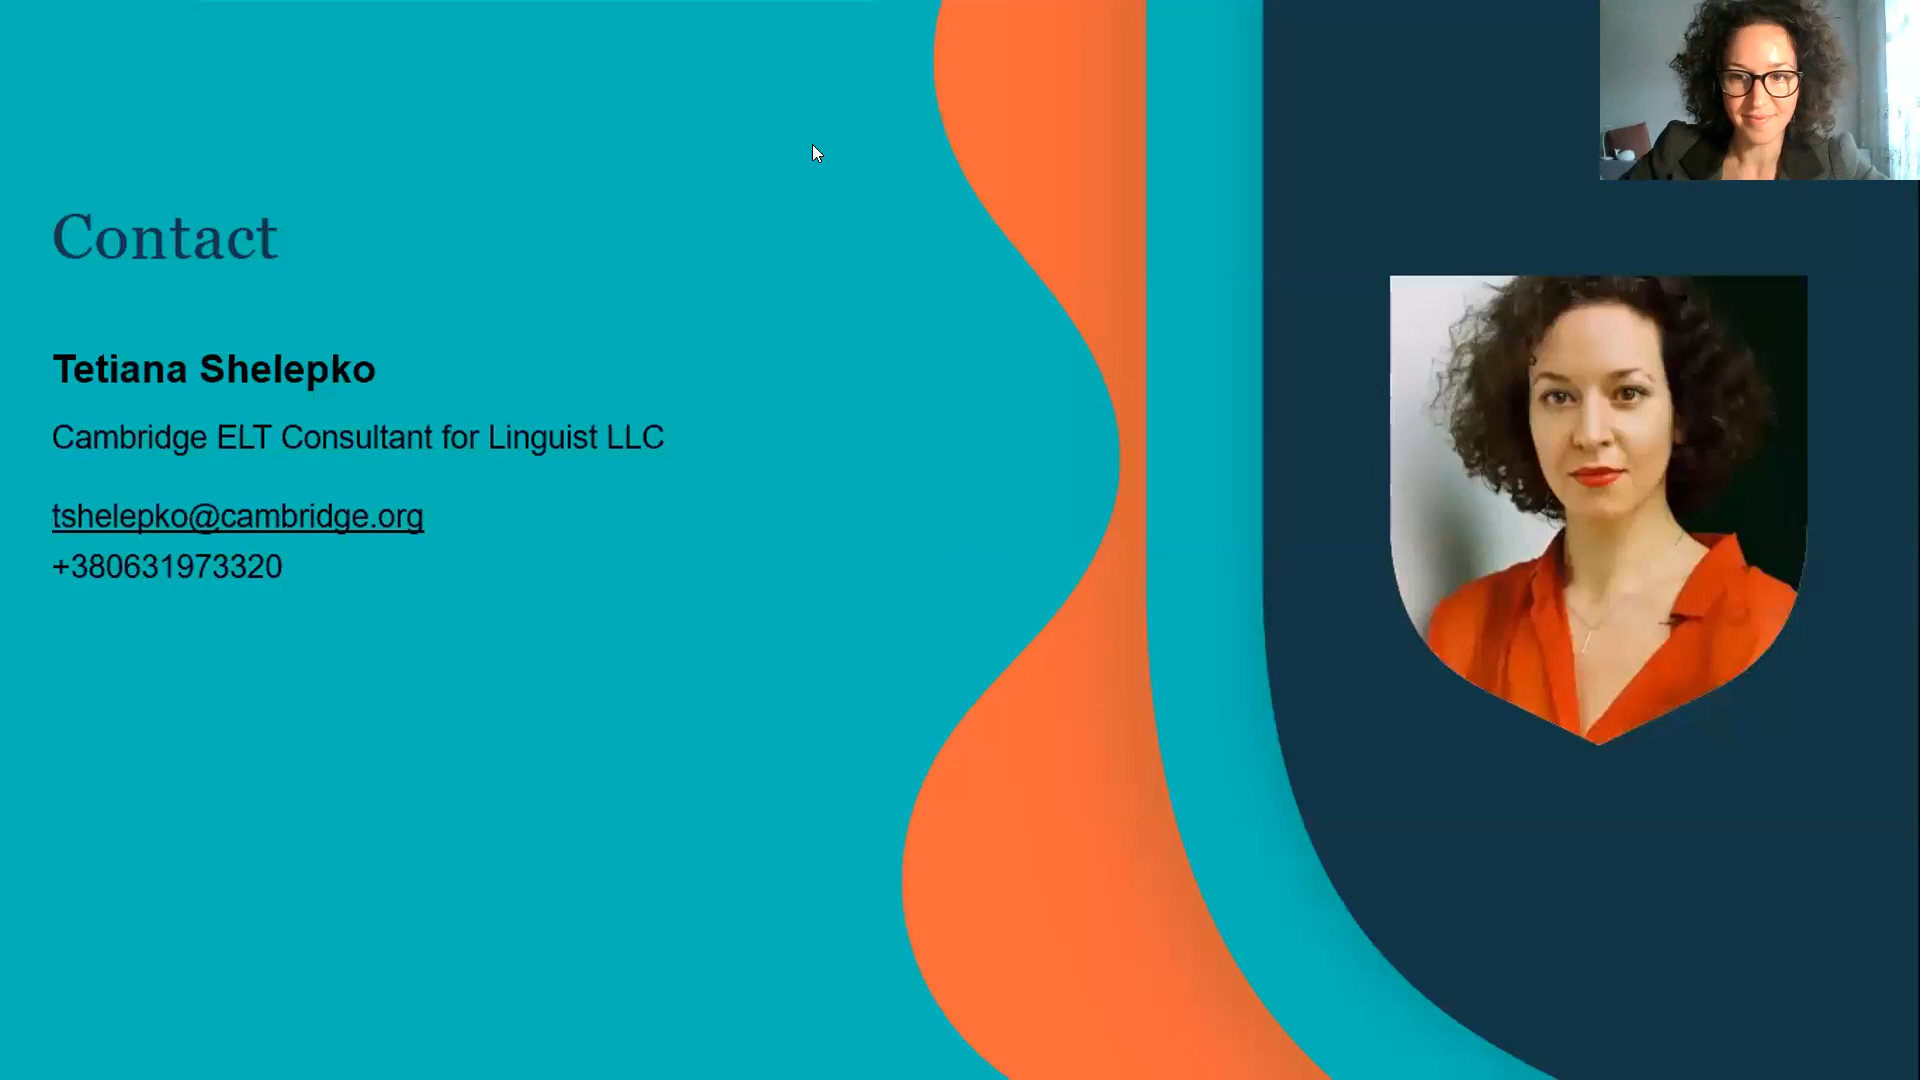 Contact
Tetiana Shelepko
Cambridge ELT Consultant for Linguist LLC
tshelepko@cambridge.org
+380631973320